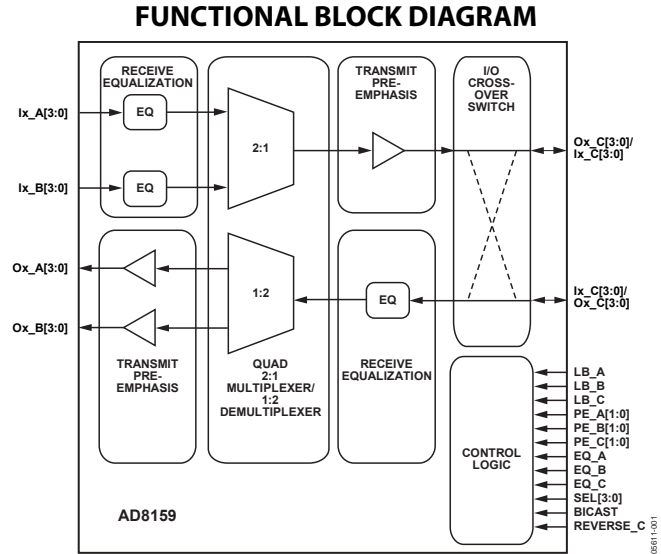 FUNCTIONAL BLOCK DIAGRAM
RECEIVE
EQUALIZATION
TRANSMIT
PRE-
EMPHASIS
I/O
CROSS-
OVER
SWITCH
Ix_A[3:0]
EQ
2:1
Ox_C[3:0]/
Ix_C[3:0]
Ix_B[3:0]
EQ
Ox_A[3:0]
1:2
EQ
Ix_C[3:0]/
Ox_C[3:0]
Ox_B[3:0]
TRANSMIT
PRE-
EMPHASIS
QUAD
2:1
MULTIPLEXER/
1:2
DEMULTIPLEXER
RECEIVE
EQUALIZATION
CONTROL
LOGIC
LB_A
LB_B
LB_C
PE_A[1:0]
PE_B[1:0]
PE_C[1:0]
EQ_A
EQ_B
EQ_C
SEL[3:0]
BICAST
REVERSE_C
AD8159
05611-001